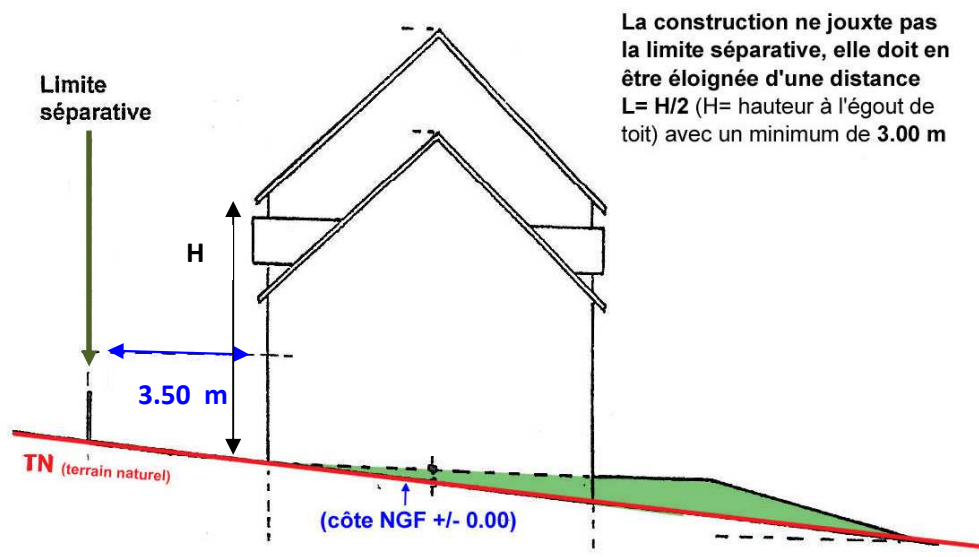 La construction ne jouxte pas
la limite séparative, elle doit en
être éloignée d'une distance
L= H/2 (H= hauteur à l'égout de
toit) avec un minimum de 3.00 m
Limite
séparative
H
3.50 m
TN (terrain naturel)
(côte NGF +/- 0.00)